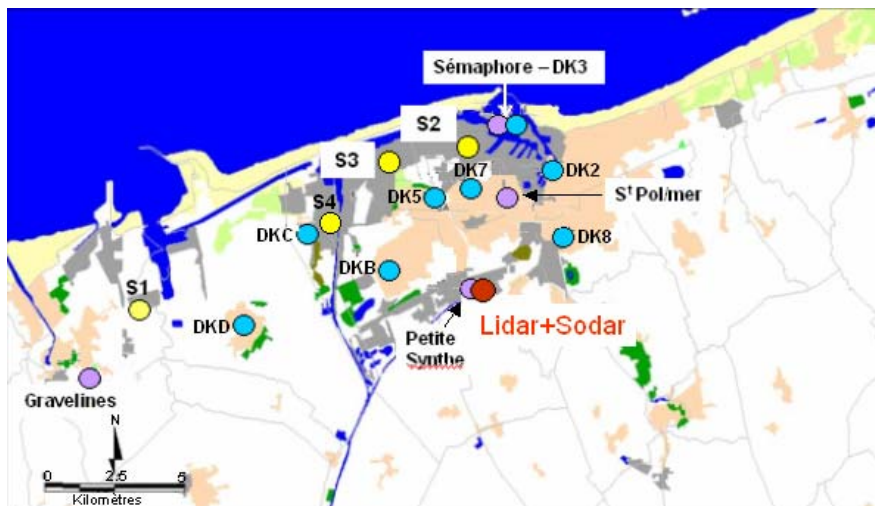 Sémaphore – DK3
S2
S3
DK7
DK2
DK5
Sᵗ Pol/mer
S4
DKC
DK8
DKB
S1
DKD
Lidar+Sodar
Petite
Synthe
Gravelines
N
0 2.5 5
Kilomètres